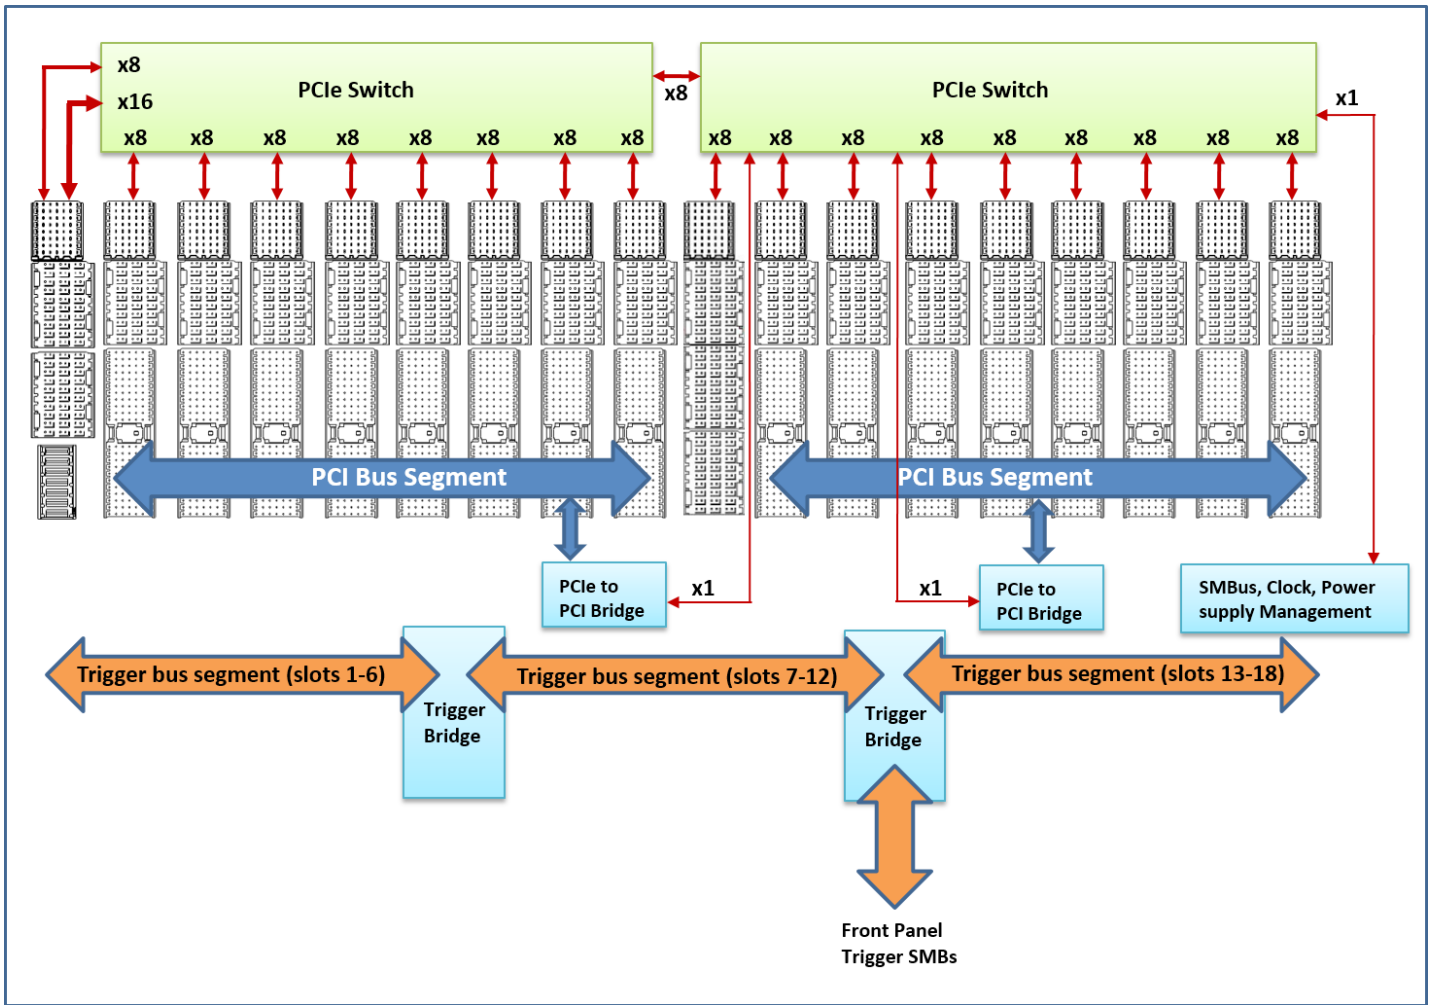 x8
PCIe Switch
x16
x8 x8 x8 x8 x8 x8 x8 x8
x8
PCIe Switch
x1
x8 x8 x8 x8 x8 x8 x8 x8 x8
PCI Bus Segment
PCI Bus Segment
PCIe to
PCI Bridge
x1
x1
PCIe to
PCI Bridge
SMBus, Clock, Power
supply Management
Trigger bus segment (slots 1-6)
Trigger bus segment (slots 7-12)
Trigger bus segment (slots 13-18)
Trigger
Bridge
Trigger
Bridge
Front Panel
Trigger SMBs